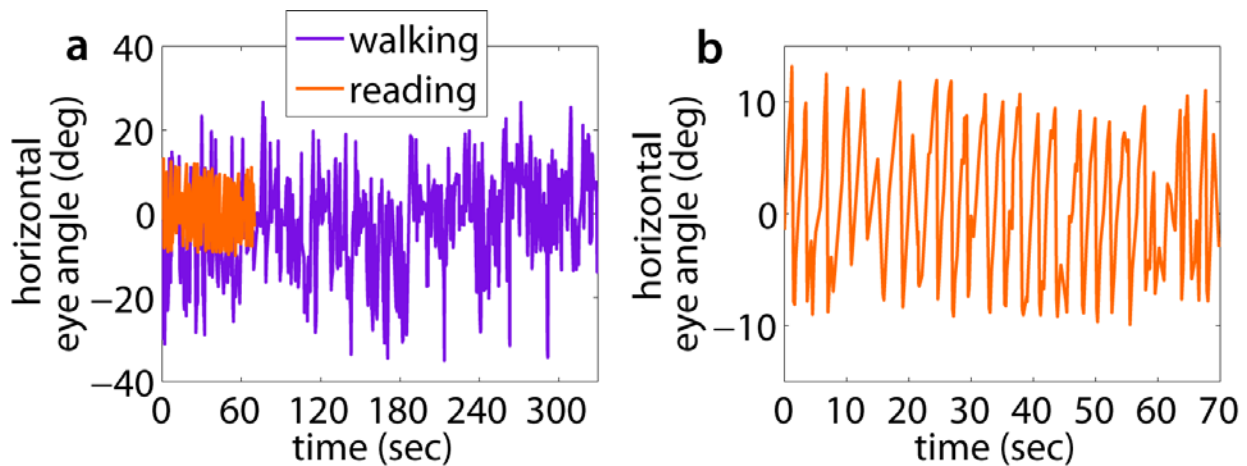 a
walking
reading
horizontal
eye angle (deg)
40
20
0
−20
−40
0 60 120 180 240 300
time (sec)
b
horizontal
eye angle (deg)
10
0
−10
0 10 20 30 40 50 60 70
time (sec)